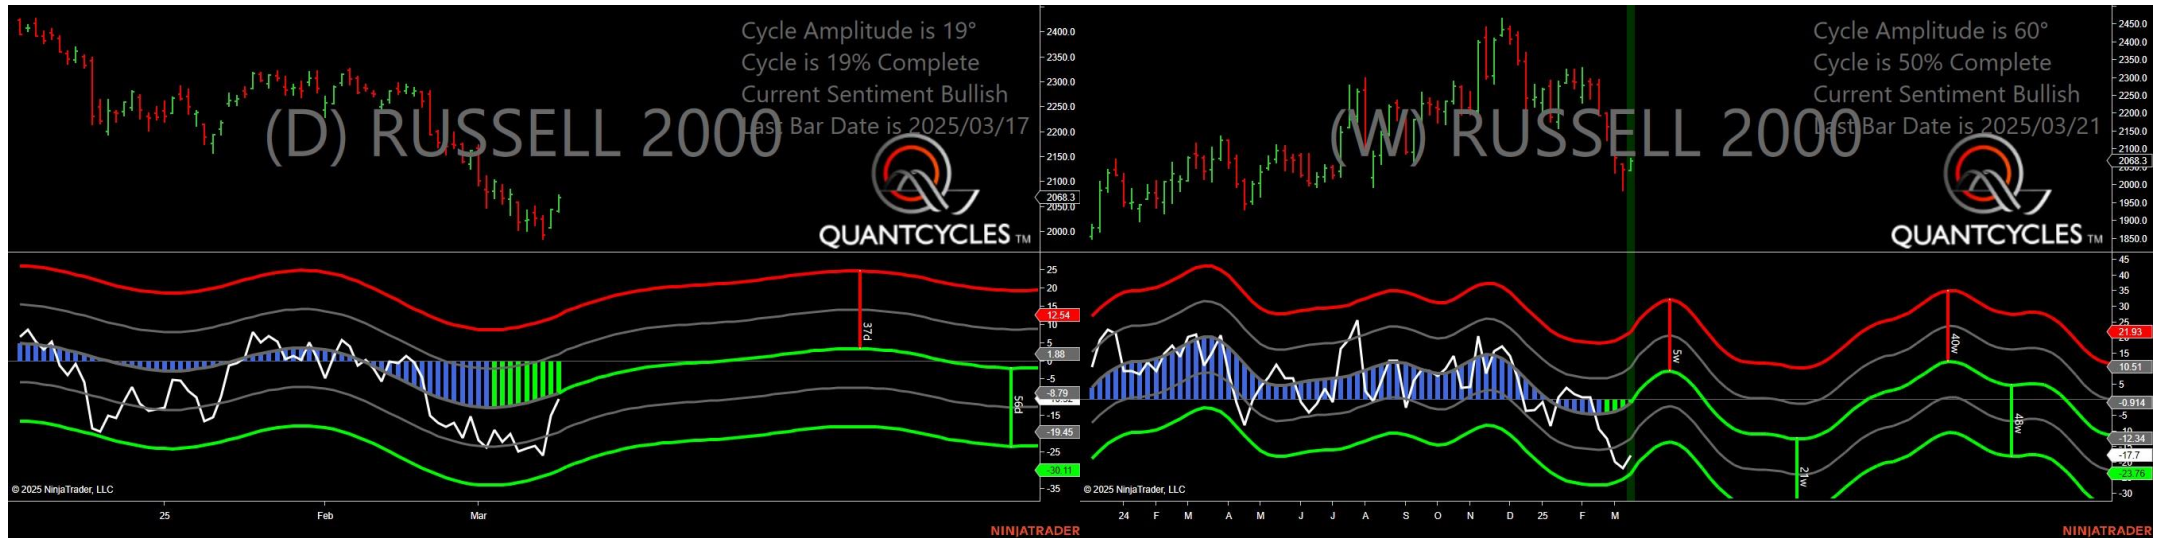 Cycle Amplitude is 19°
Cycle is 19% Complete
Current Sentiment Bullish
Last Bar Date is 2025/03/17
(D) RUSSELL 2000
QUANTCYCLES TM
2400.0
2350.0
2300.0
2250.0
2200.0
2150.0
2100.0
2068.3
2050.0
2000.0
25
20
15
12.54
10
5
1.88
0
-5
-8.79
-15
-19.45
-25
-30.11
-35
37d
56d
© 2025 NinjaTrader, LLC
25 Feb Mar
NINJATRADER
Cycle Amplitude is 60°
Cycle is 50% Complete
Current Sentiment Bullish
Last Bar Date is 2025/03/21
(W) RUSSELL 2000
QUANTCYCLES TM
2450.0
2400.0
2350.0
2300.0
2250.0
2200.0
2150.0
2100.0
2068.3
2000.0
1950.0
1900.0
1850.0
45
40
35
30
25
21.93
15
10.51
5
-0.914
-5
-12.34
-17.7
-23.76
-30
5w
21w
40w
48w
© 2025 NinjaTrader, LLC
24 F M A M J J A S O N D 25 F M
NINJATRADER